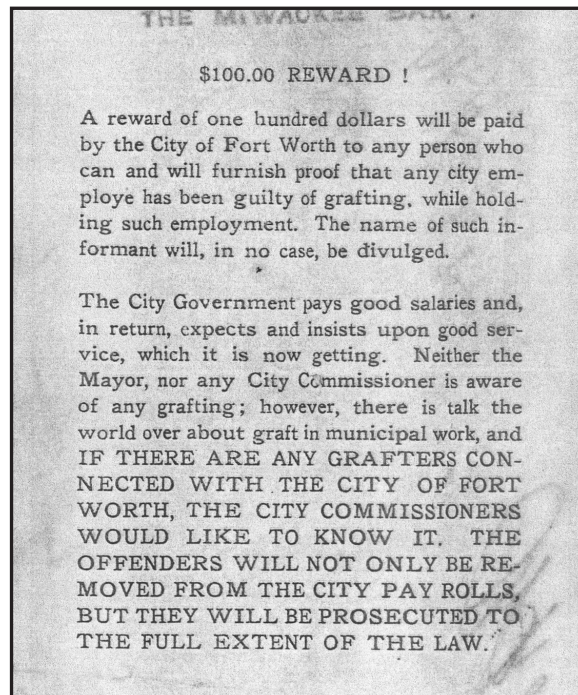 THE MIWAUKEE BAR.
$100.00 REWARD !
A reward of one hundred dollars will be paid
by the City of Fort Worth to any person who
can and will furnish proof that any city em-
ploye has been guilty of grafting, while hold-
ing such employment. The name of such in-
formant will, in no case, be divulged.
The City Government pays good salaries and,
in return, expects and insists upon good ser-
vice, which it is now getting. Neither the
Mayor, nor any City Commissioner is aware
of any grafting; however, there is talk the
world over about graft in municipal work, and
IF THERE ARE ANY GRAFTERS CON-
NECTED WITH THE CITY OF FORT
WORTH, THE CITY COMMISSIONERS
WOULD LIKE TO KNOW IT. THE
OFFENDERS WILL NOT ONLY BE RE-
MOVED FROM THE CITY PAY ROLLS,
BUT THEY WILL BE PROSECUTED TO
THE FULL EXTENT OF THE LAW.